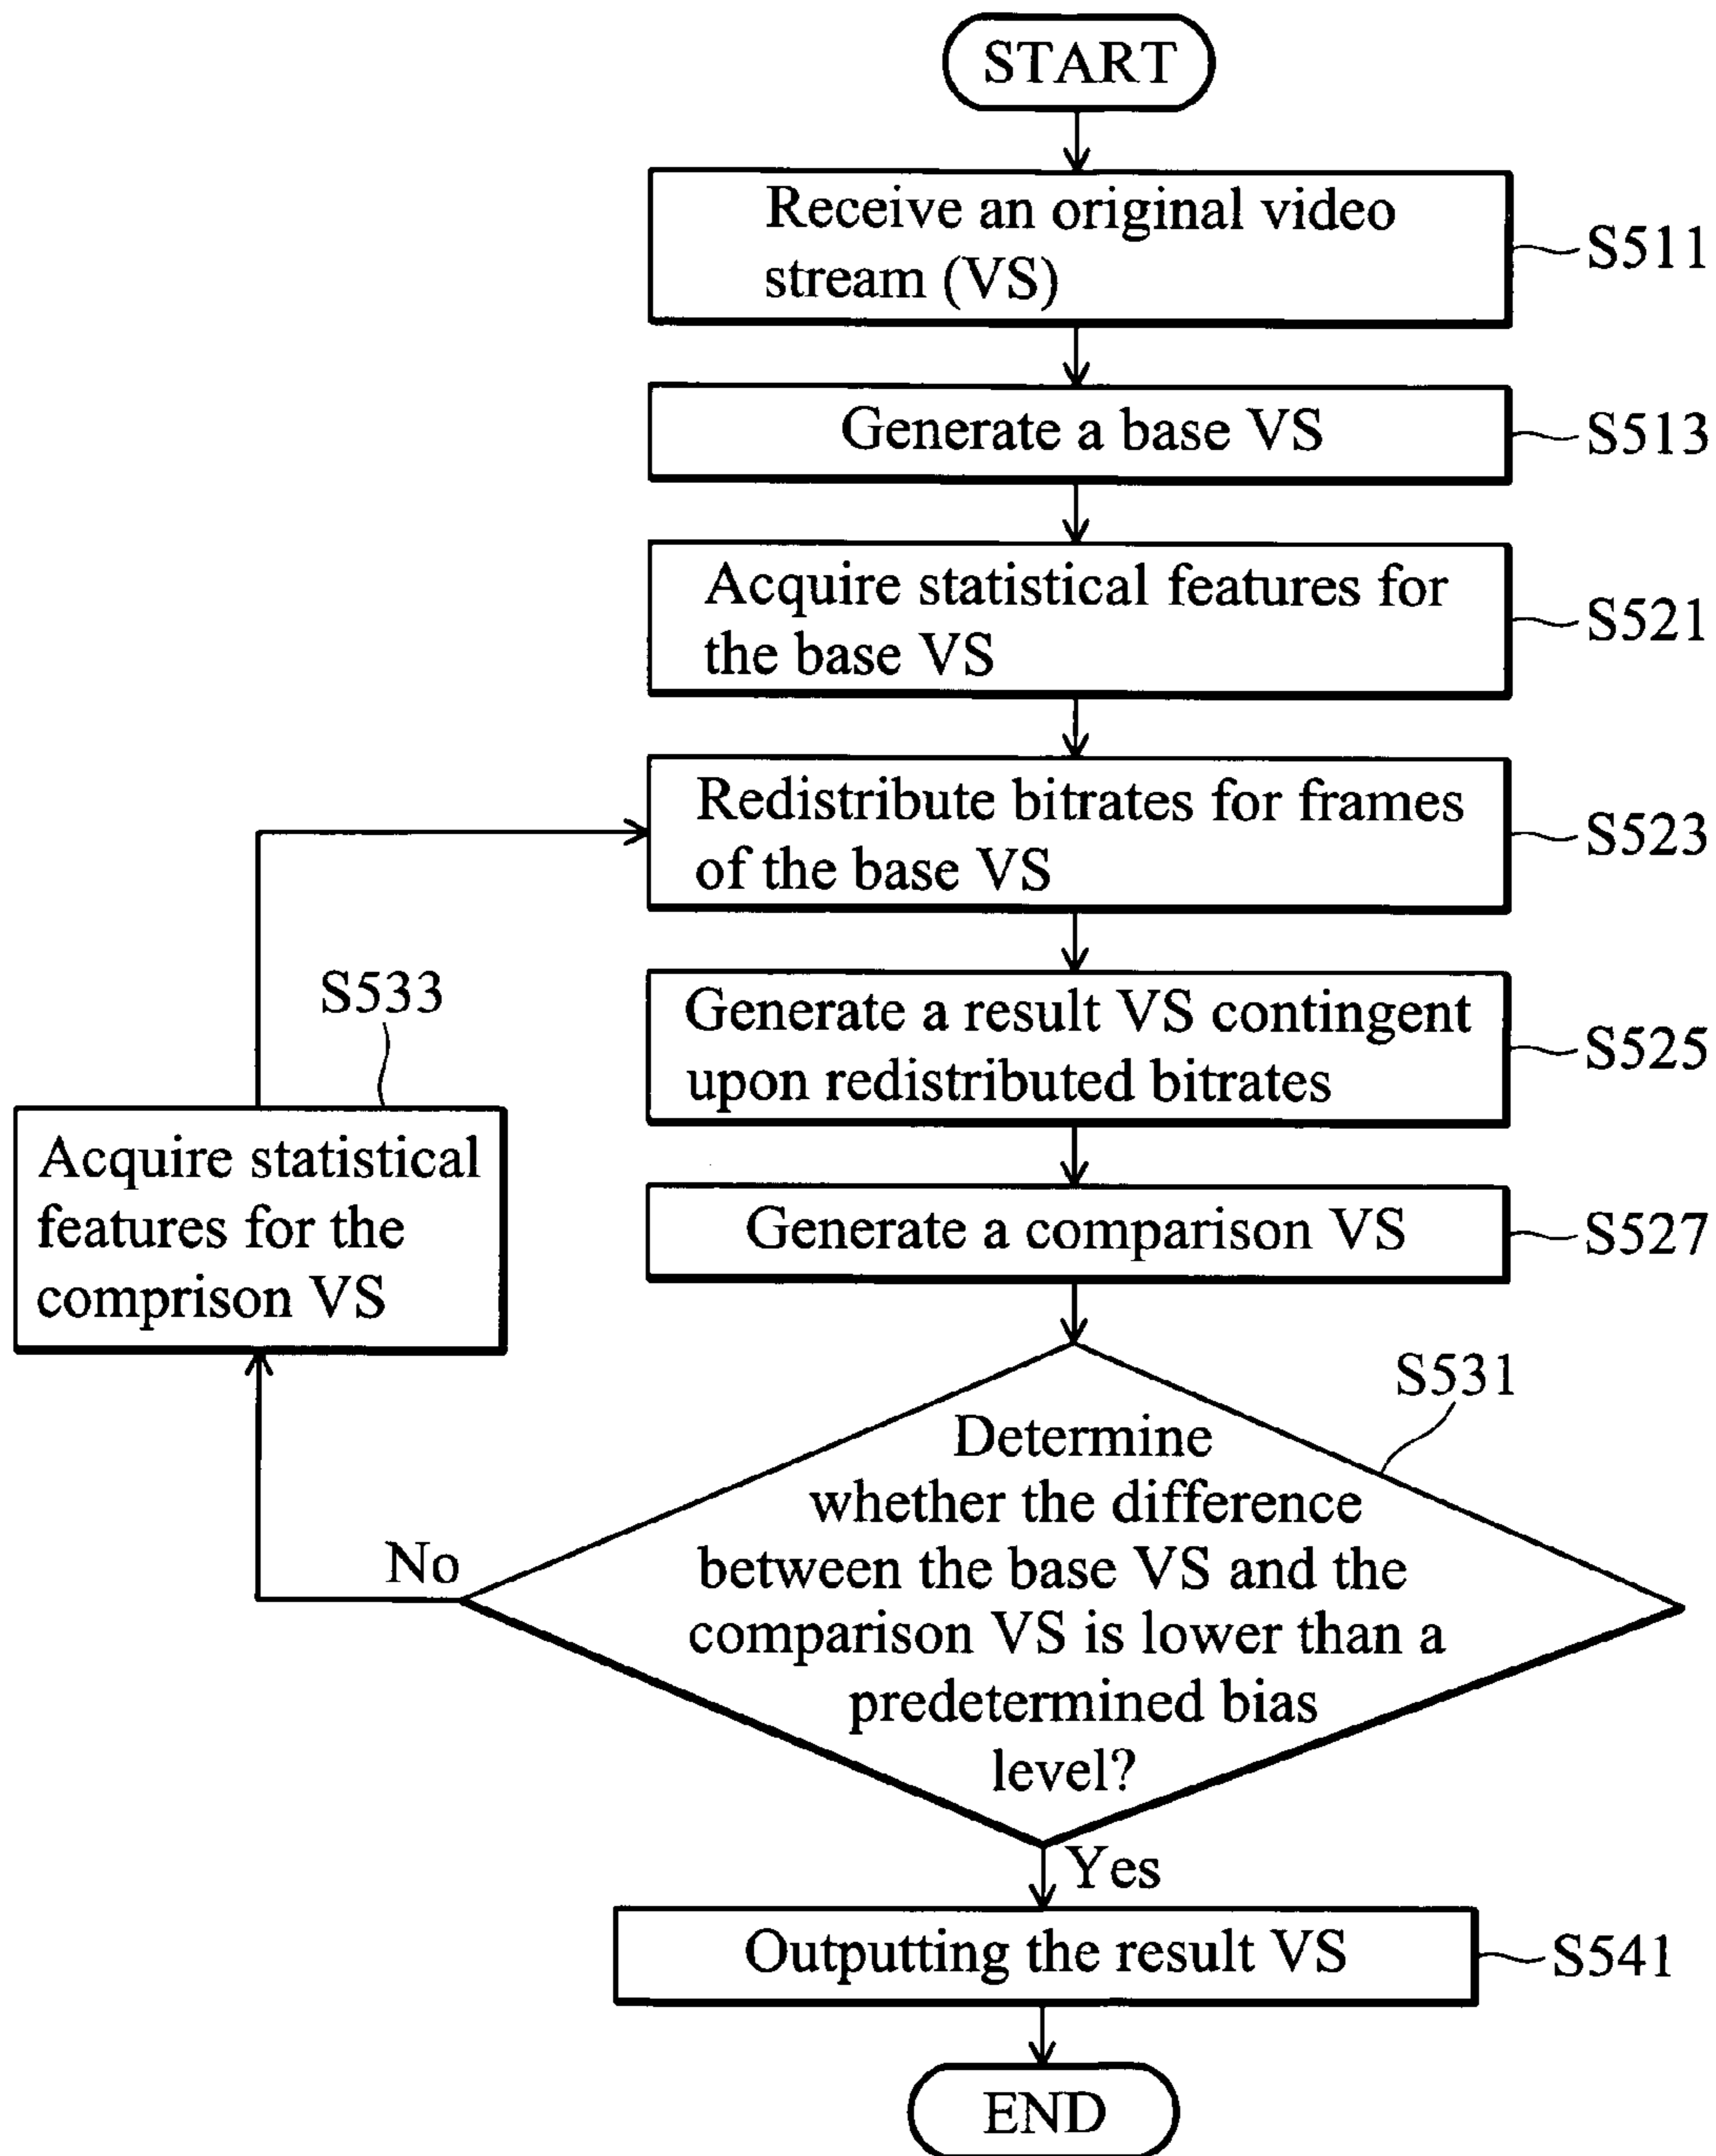 START
Receive an original video
stream (VS)
S511
Generate a base VS
S513
Acquire statistical features for
the base VS
S521
Redistribute bitrates for frames
of the base VS
S523
S533
Generate a result VS contingent
upon redistributed bitrates
S525
Acquire statistical
features for the
comprison VS
Generate a comparison VS
S527
S531
Determine
whether the difference
between the base VS and the
comparison VS is lower than a
predetermined bias
level?
No
Yes
Outputting the result VS
S541
END